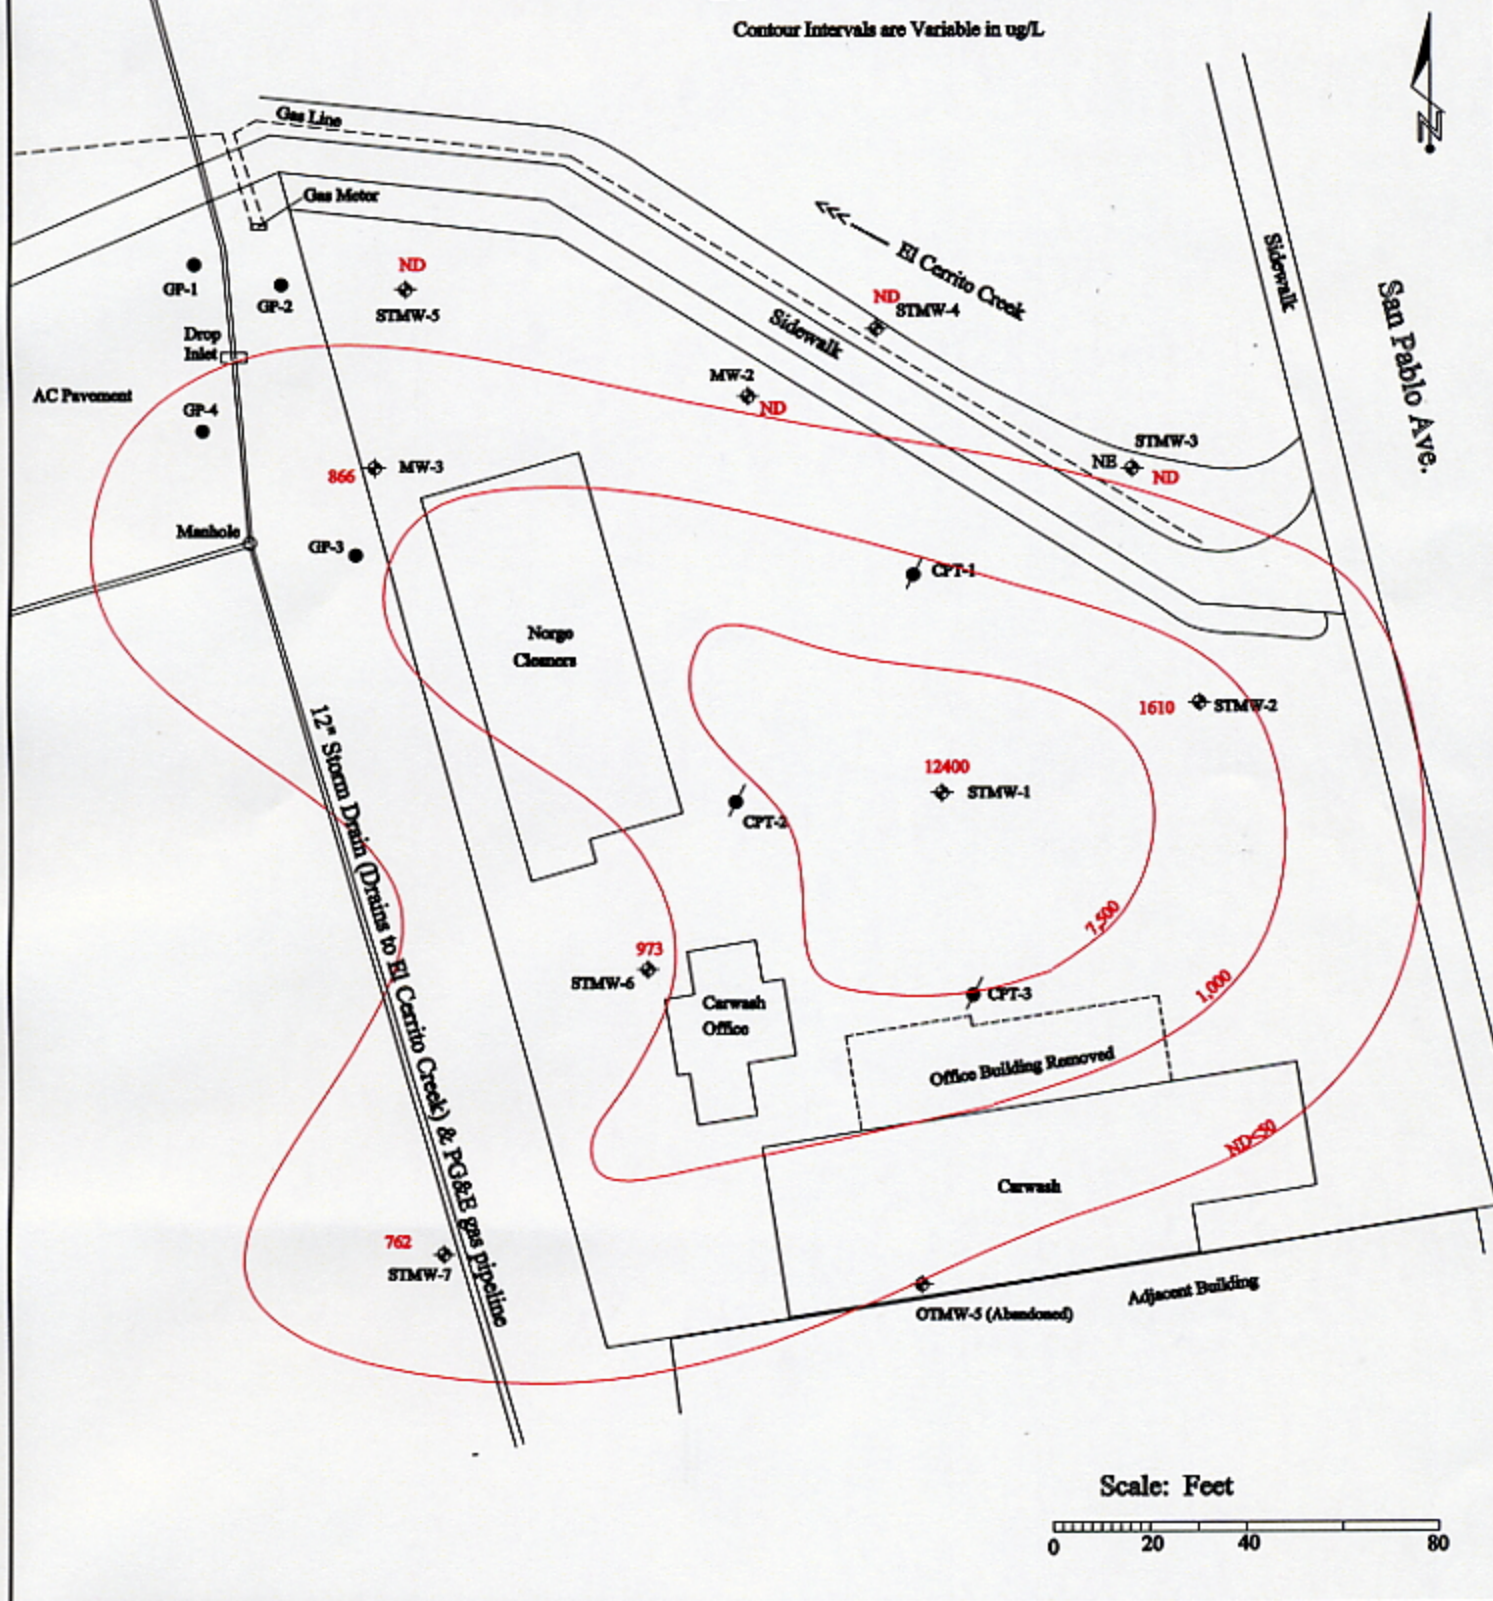 Contour Intervals are Variable in ug/L
N
Gas Line
Gas Meter
El Cerrito Creek
Sidewalk
San Pablo Ave.
GP-1
GP-2
ND
STMW-5
ND
STMW-4
Sidewalk
Drop
Inlet
AC Pavement
GP-4
MW-2
ND
STMW-3
NE
ND
866
MW-3
Manhole
GP-3
CPT-1
Norge
Cleaners
1610
STMW-2
12400
STMW-1
CPT-2
12" Storm Drain (Drains to El Cerrito Creek) & PG&E gas pipeline
7,500
973
STMW-6
Carwash
Office
CPT-3
1,000
Office Building Removed
ND<50
Carwash
762
STMW-7
OTMW-5 (Abandoned)
Adjacent Building
Scale: Feet
0 20 40 80